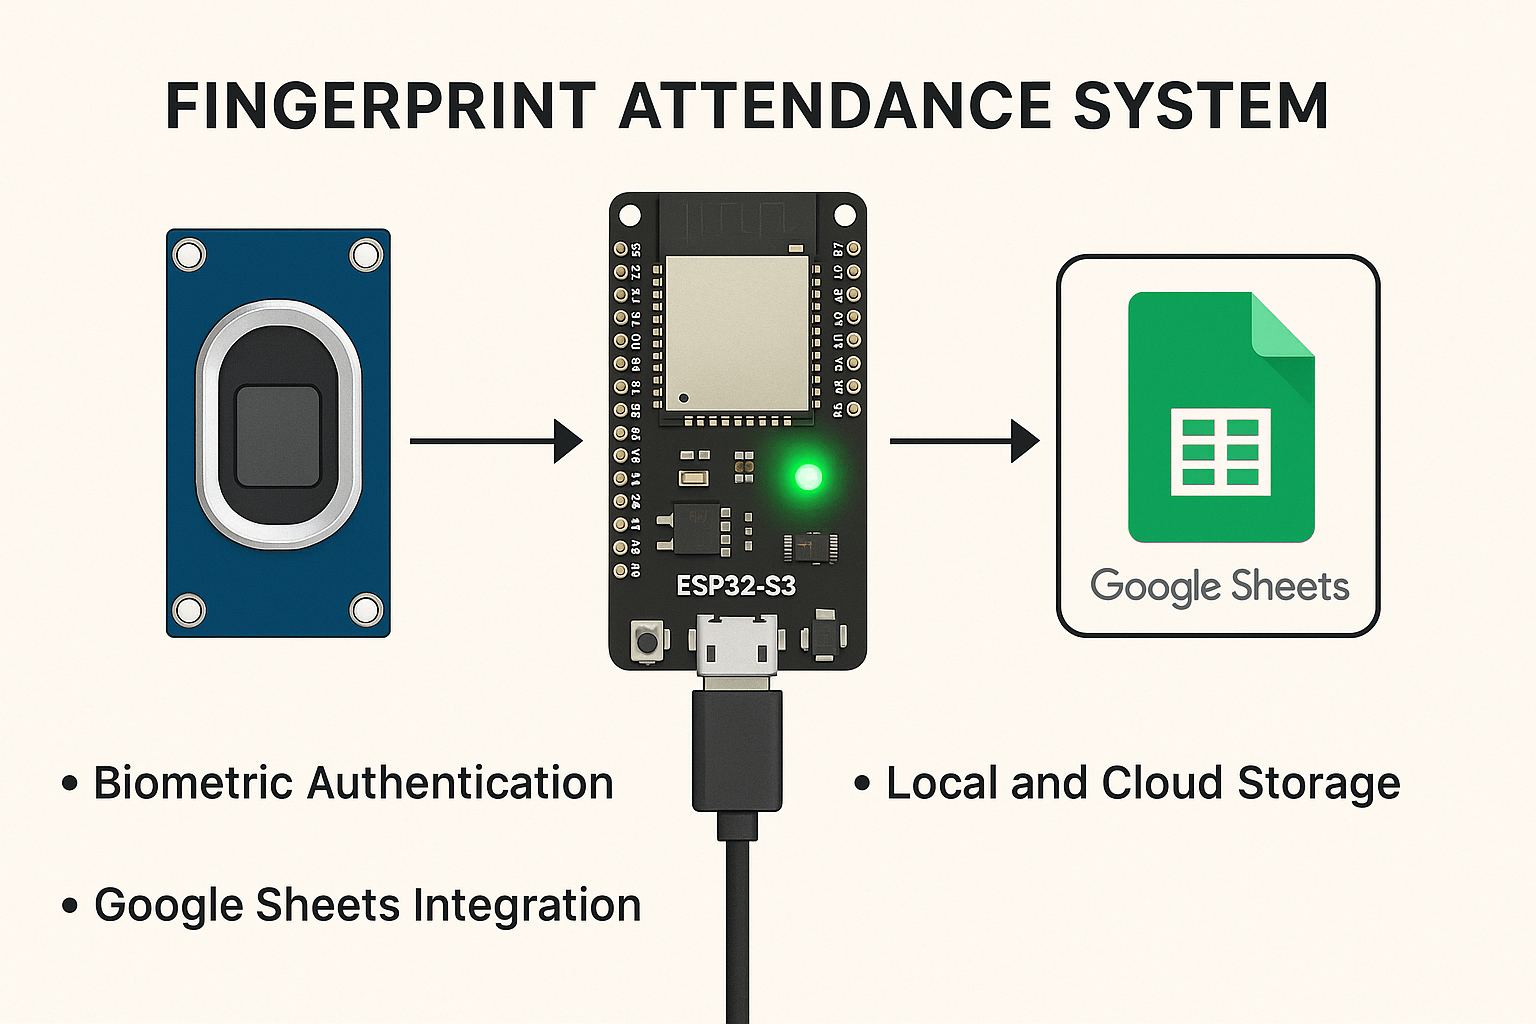 FINGERPRINT ATTENDANCE SYSTEM
ESP32-S3
Google Sheets
• Biometric Authentication
• Local and Cloud Storage
• Google Sheets Integration